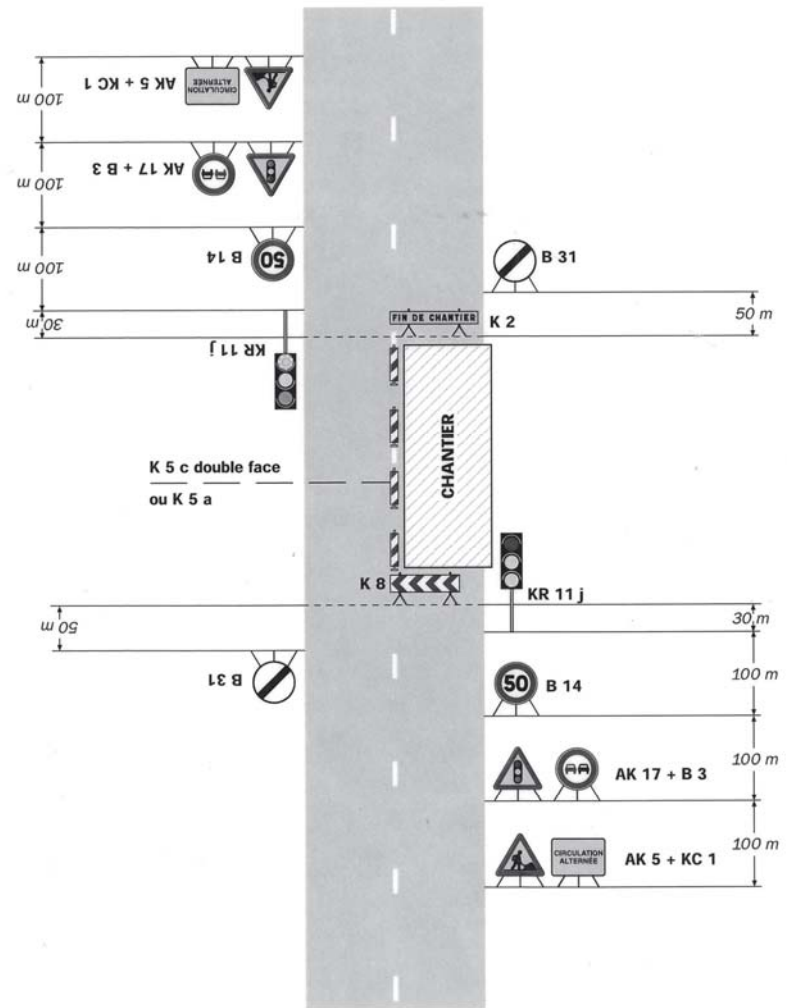 CIRCULATION
ALTERNÉE
AK 5 + KC 1
100 m
AK 17 + B 3
100 m
50
B 14
100 m
B 31
50 m
30 m
FIN DE CHANTIER
K 2
KR 11 j
CHANTIER
K 5 c double face
ou K 5 a
K 8
KR 11 j
50 m
30 m
B 31
50
B 14
100 m
AK 17 + B 3
100 m
CIRCULATION
ALTERNÉE
AK 5 + KC 1
100 m